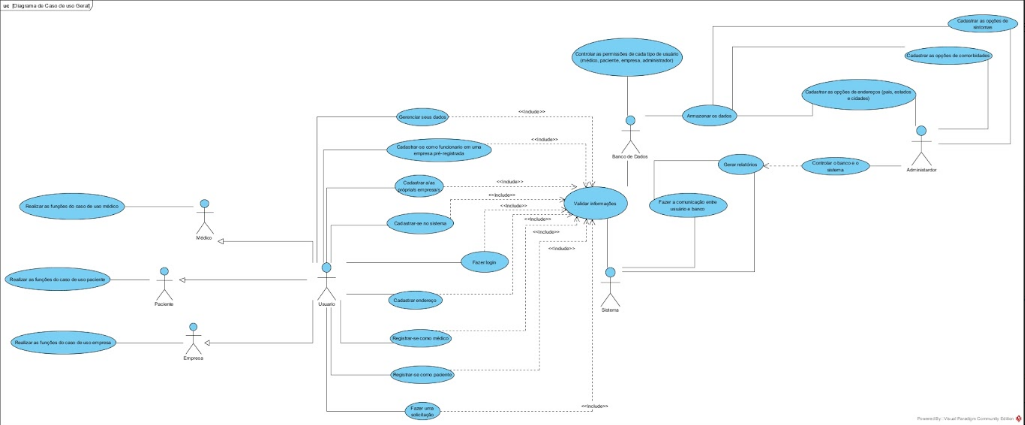 uc [Diagrama de Caso de uso Geral]
Cadastrar as opções de
sintomas
Controlar as permissões de cada tipo de usuário
(médico, paciente, empresa, administrador)
Cadastrar as opções de comorbidades
Cadastrar as opções de endereços (país, estados
e cidades)
Gerenciar seus dados
<<Include>>
Armazenar os dados
Banco de Dados
Administrador
Cadastrar-se como funcionario em uma
empresa pré-registrada
<<Include>>
Gerar relatórios
Controlar o banco e o
sistema
Cadastrar a/as
próprias empresas
<<Include>>
Realizar as funções do caso de uso médico
Médico
Cadastrar-se no sistema
<<Include>>
<<Include>>
Validar informações
Fazer a comunicação entre
usuario e banco
<<Include>>
<<Include>>
Fazer login
Realizar as funções do caso de uso paciente
Paciente
Usuario
Cadastrar endereço
Sistema
Realizar as funções do caso de uso empresa
Empresa
Registrar-se como médico
Registrar-se como paciente
Fazer uma
solicitação
<<Include>>
Powered By Visual Paradigm Community Edition